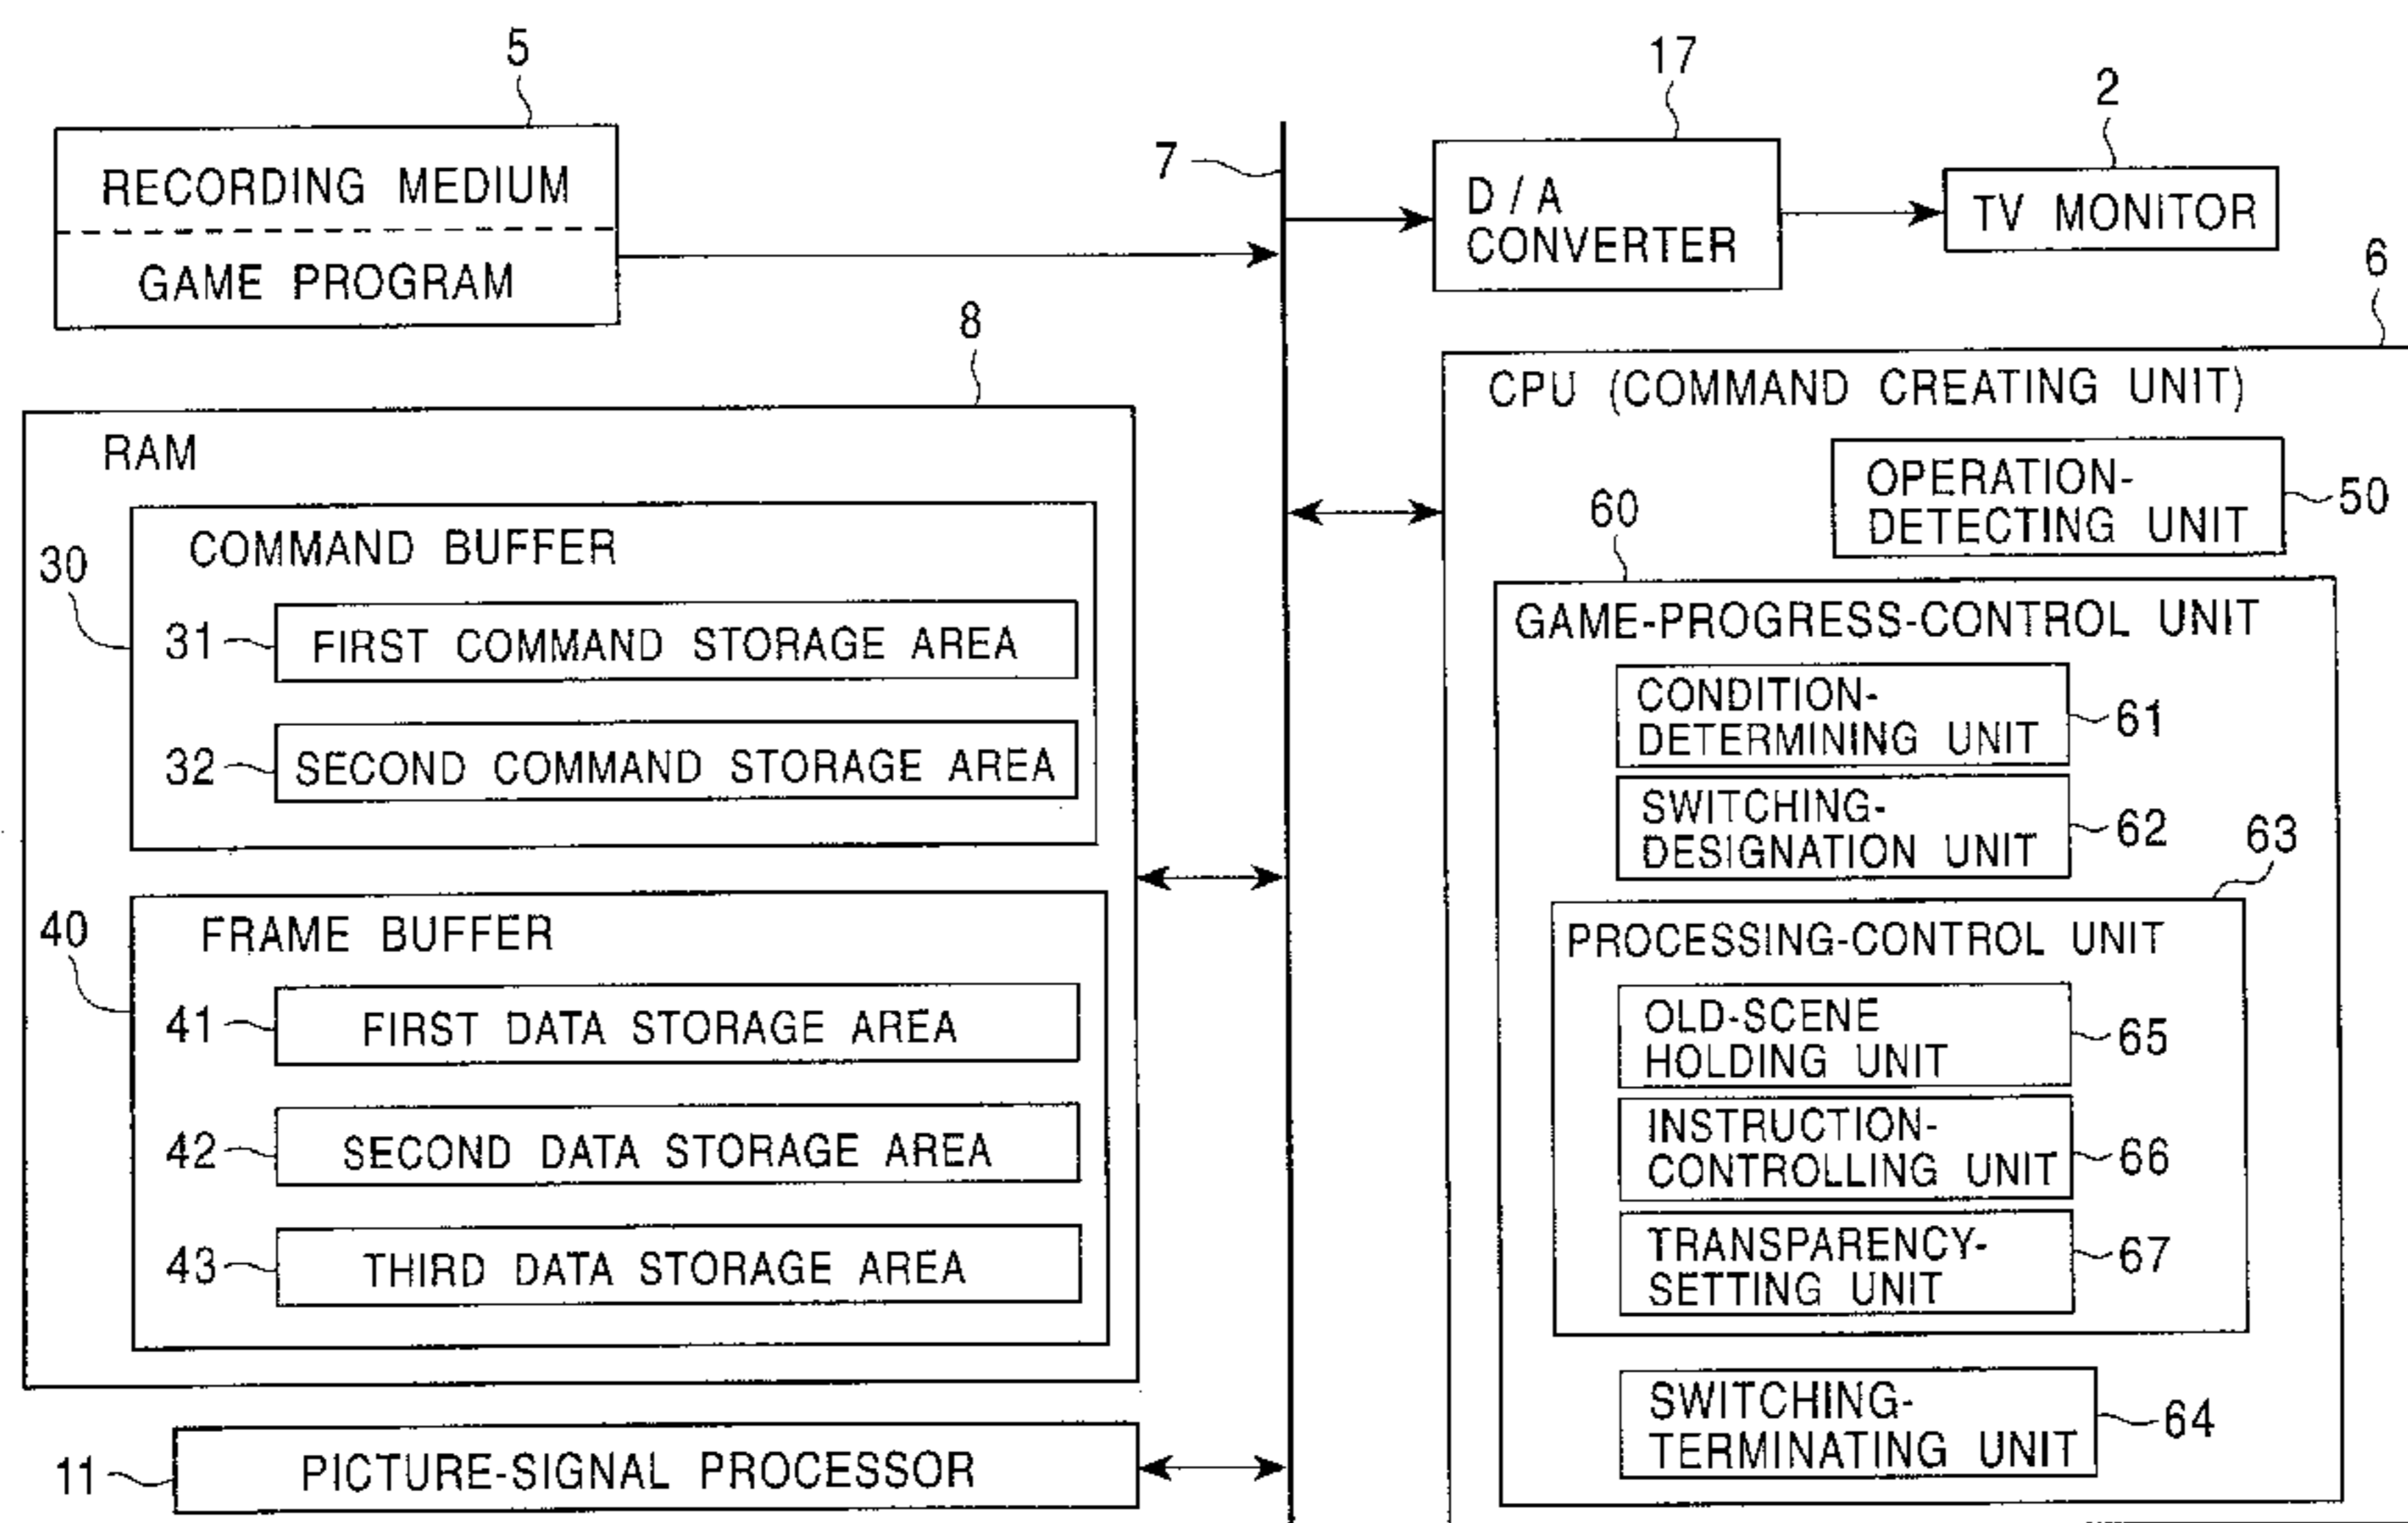 5
RECORDING MEDIUM
GAME PROGRAM
7
17
D / A
CONVERTER
2
TV MONITOR
8
RAM
30
COMMAND BUFFER
31
FIRST COMMAND STORAGE AREA
32
SECOND COMMAND STORAGE AREA
40
FRAME BUFFER
41
FIRST DATA STORAGE AREA
42
SECOND DATA STORAGE AREA
43
THIRD DATA STORAGE AREA
11
PICTURE-SIGNAL PROCESSOR
6
CPU (COMMAND CREATING UNIT)
OPERATION-
DETECTING UNIT
50
60
GAME-PROGRESS-CONTROL UNIT
CONDITION-
DETERMINING UNIT
61
SWITCHING-
DESIGNATION UNIT
62
63
PROCESSING-CONTROL UNIT
OLD-SCENE
HOLDING UNIT
65
INSTRUCTION-
CONTROLLING UNIT
66
TRANSPARENCY-
SETTING UNIT
67
SWITCHING-
TERMINATING UNIT
64